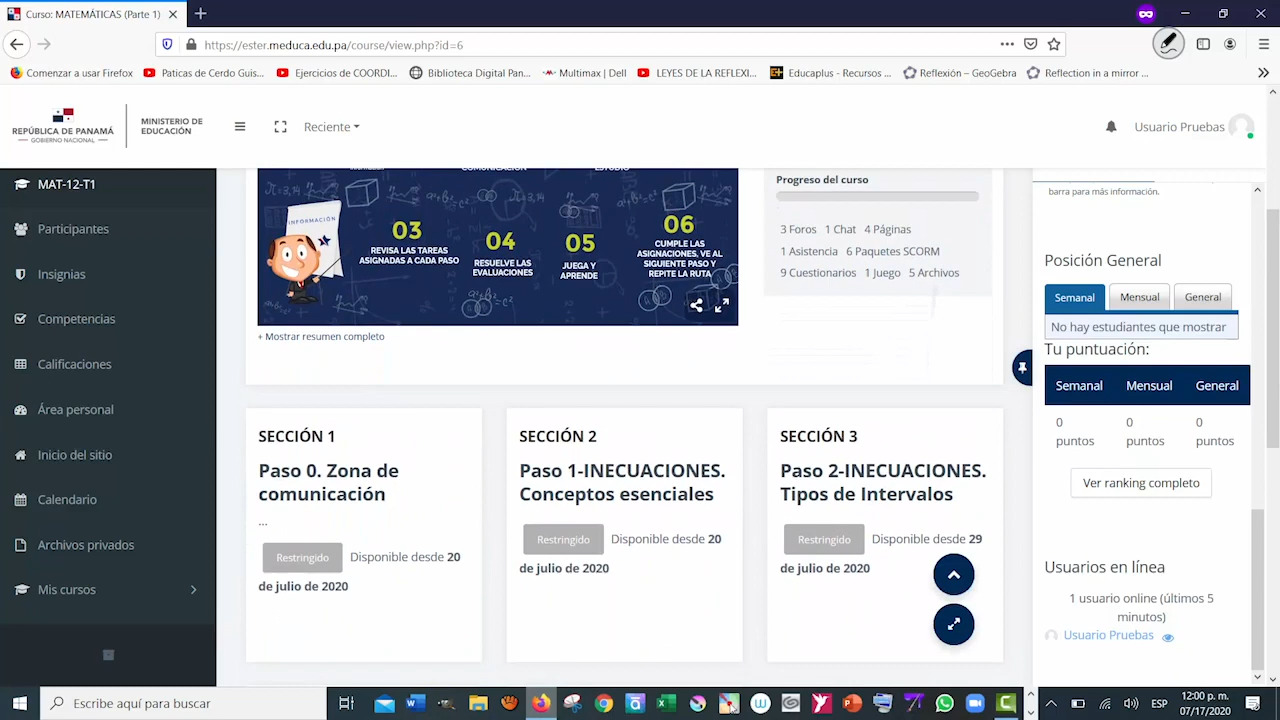 Curso: MATEMÁTICAS (Parte 1)
https://ester.meduca.edu.pa/course/view.php?id=6
Comenzar a usar Firefox
Paticas de Cerdo Guis...
Ejercicios de COORDI...
Biblioteca Digital Pan...
Multimax | Dell
LEYES DE LA REFLEXI...
Educaplus - Recursos ...
Reflexión – GeoGebra
Reflection in a mirror ...
REPÚBLICA DE PANAMÁ
— GOBIERNO NACIONAL —
MINISTERIO DE
EDUCACIÓN
Reciente
Usuario Pruebas
MAT-12-T1
Participantes
Insignias
Competencias
Calificaciones
Área personal
Inicio del sitio
Calendario
Archivos privados
Mis cursos
COMUNICACIÓN
ESTUDIO
INFORMACIÓN
03
REVISA LAS TAREAS
ASIGNADAS A CADA PASO
04
RESUELVE LAS
EVALUACIONES
05
JUEGA Y
APRENDE
06
CUMPLE LAS
ASIGNACIONES, VE AL
SIGUIENTE PASO Y
REPITE LA RUTA
+ Mostrar resumen completo
Progreso del curso
3 Foros 1 Chat 4 Páginas
1 Asistencia 6 Paquetes SCORM
9 Cuestionarios 1 Juego 5 Archivos
SECCIÓN 1
Paso 0. Zona de
comunicación
...
Restringido Disponible desde 20
de julio de 2020
SECCIÓN 2
Paso 1-INECUACIONES.
Conceptos esenciales
Restringido Disponible desde 20
de julio de 2020
SECCIÓN 3
Paso 2-INECUACIONES.
Tipos de Intervalos
Restringido Disponible desde 29
de julio de 2020
barra para más información.
Posición General
Semanal Mensual General
No hay estudiantes que mostrar
Tu puntuación:
Semanal Mensual General
0 0 0
puntos puntos puntos
Ver ranking completo
Usuarios en línea
1 usuario online (últimos 5
minutos)
Usuario Pruebas
Escribe aquí para buscar
ESP
12:00 p. m.
07/17/2020